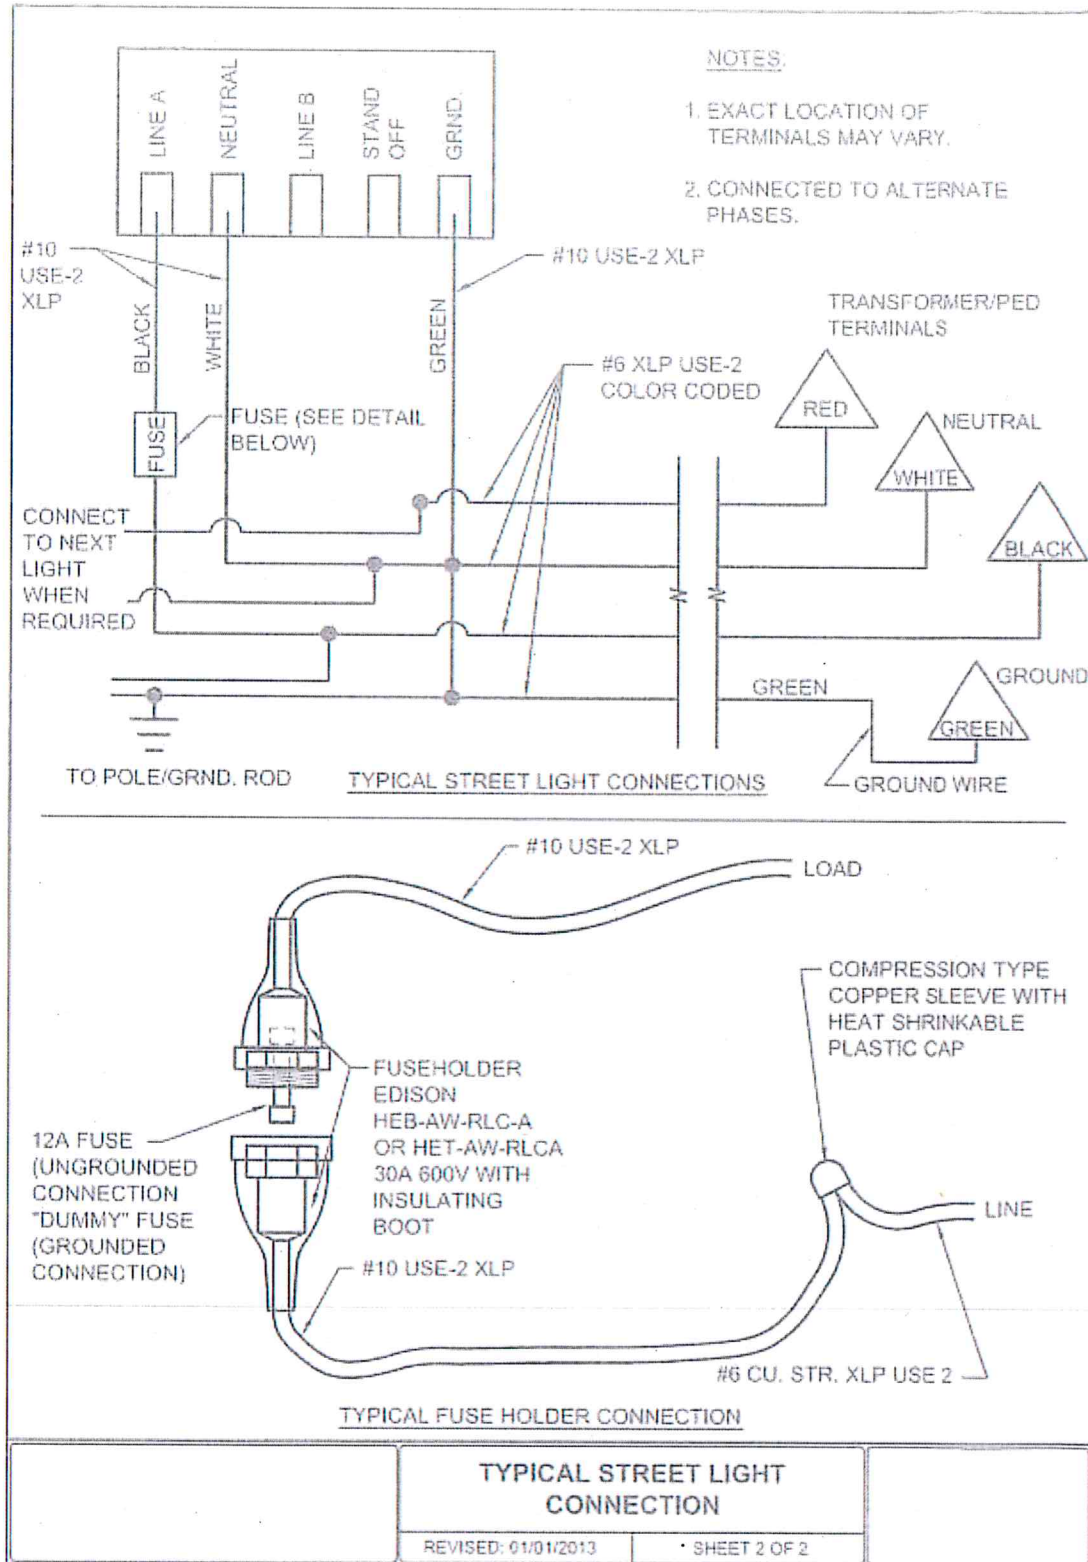 LINE A
NEUTRAL
LINE B
STAND
OFF
GRND.
NOTES:
1. EXACT LOCATION OF
TERMINALS MAY VARY.
2. CONNECTED TO ALTERNATE
PHASES.
#10
USE-2
XLP
#10 USE-2 XLP
BLACK
WHITE
GREEN
TRANSFORMER/PED
TERMINALS
#6 XLP USE-2
COLOR CODED
RED
NEUTRAL
WHITE
BLACK
FUSE
FUSE (SEE DETAIL
BELOW)
CONNECT
TO NEXT
LIGHT
WHEN
REQUIRED
GREEN
GROUND
GREEN
GROUND WIRE
TO POLE/GRND. ROD
TYPICAL STREET LIGHT CONNECTIONS
#10 USE-2 XLP
LOAD
COMPRESSION TYPE
COPPER SLEEVE WITH
HEAT SHRINKABLE
PLASTIC CAP
FUSEHOLDER
EDISON
HEB-AW-RLC-A
OR HET-AW-RLCA
30A 600V WITH
INSULATING
BOOT
12A FUSE
(UNGROUNDED
CONNECTION
"DUMMY" FUSE
(GROUNDED
CONNECTION)
LINE
#10 USE-2 XLP
#6 CU. STR. XLP USE 2
TYPICAL FUSE HOLDER CONNECTION
TYPICAL STREET LIGHT
CONNECTION
REVISED: 01/01/2013
SHEET 2 OF 2